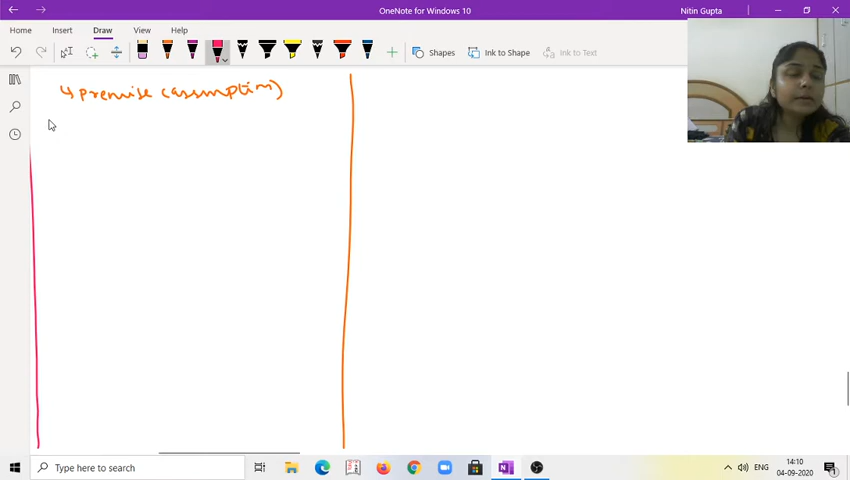 OneNote for Windows 10
Nitin Gupta
Home Insert Draw View Help
Shapes Ink to Shape Ink to Text
↳ premise (assumption)
Type here to search
ENG
14:10
04-09-2020